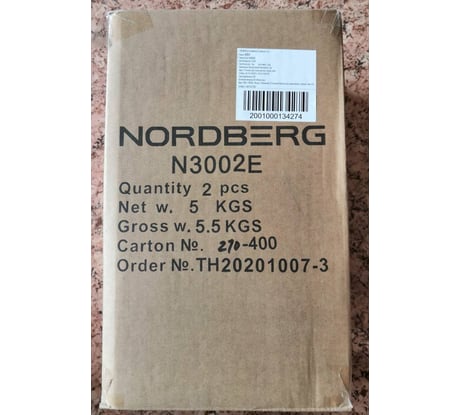 2001000134274
NORDBERG
N3002E
Quantity 2 pcs
Net w. 5 KGS
Gross w. 5.5 KGS
Carton №. 270-400
Order №.TH20201007-3